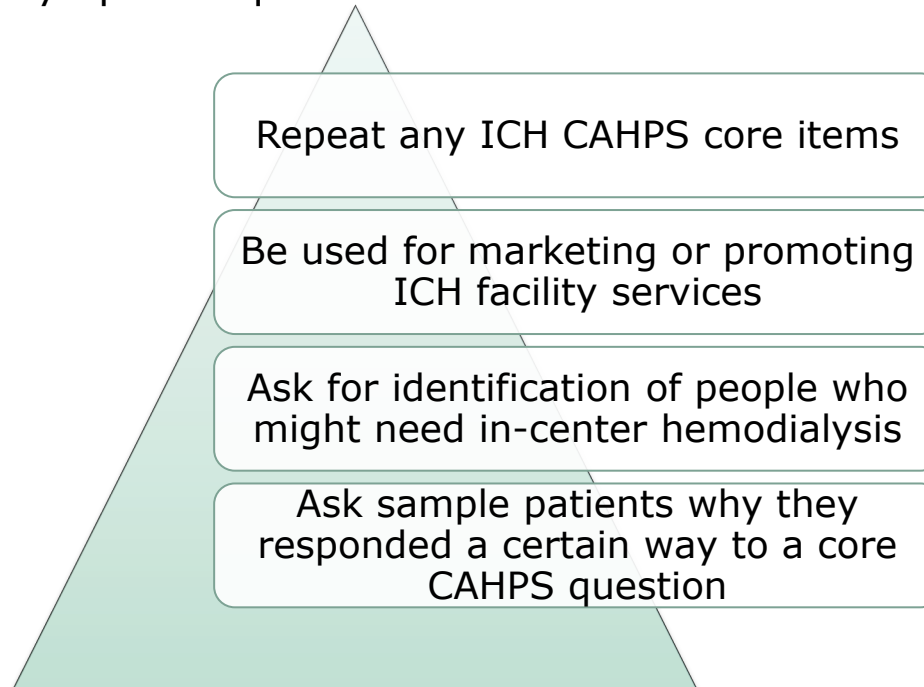 Repeat any ICH CAHPS core items
Be used for marketing or promoting
ICH facility services
Ask for identification of people who
might need in-center hemodialysis
Ask sample patients why they
responded a certain way to a core
CAHPS question